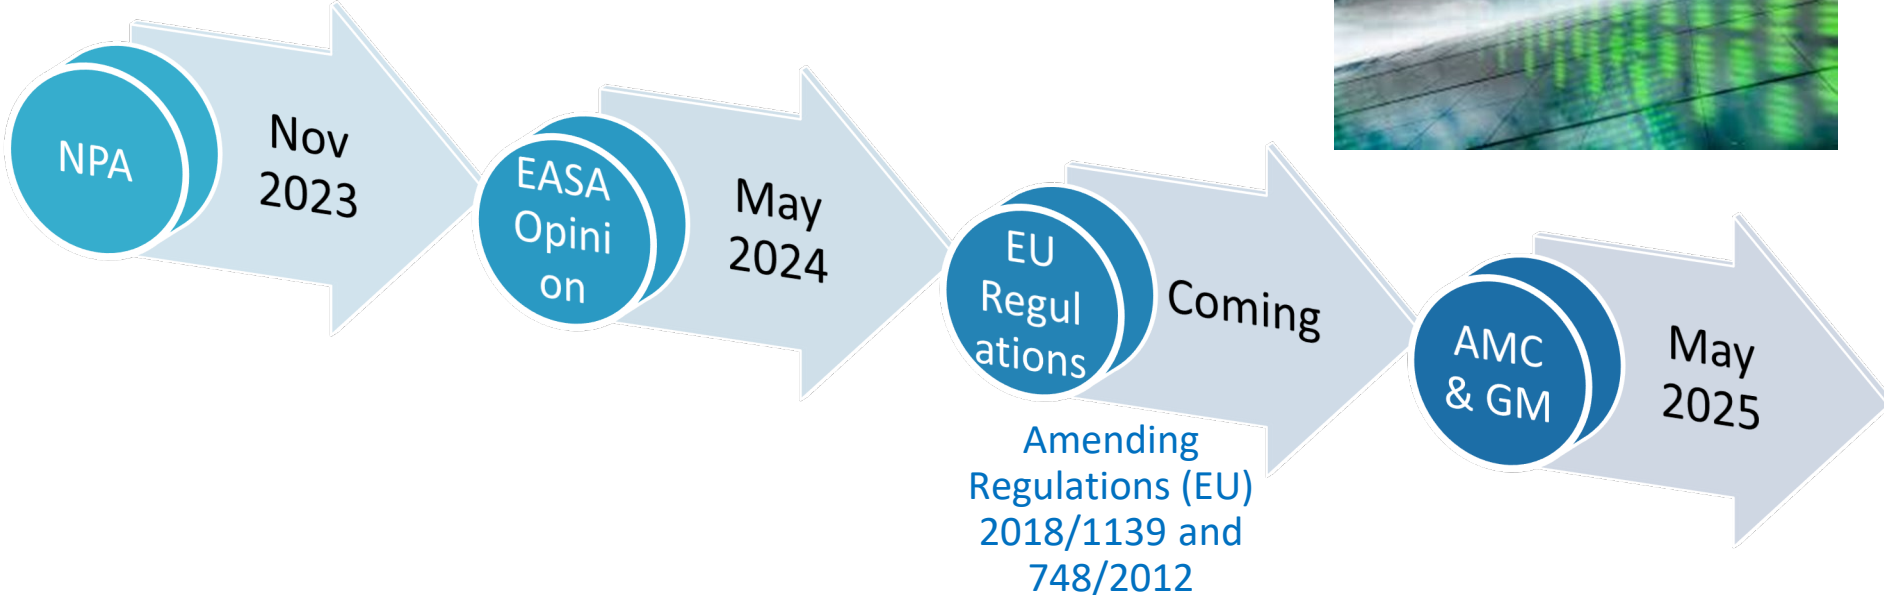 NPA
Nov
2023
EASA
Opini
on
May
2024
EU
Regul
ations
Coming
Amending
Regulations (EU)
2018/1139 and
748/2012
AMC
& GM
May
2025